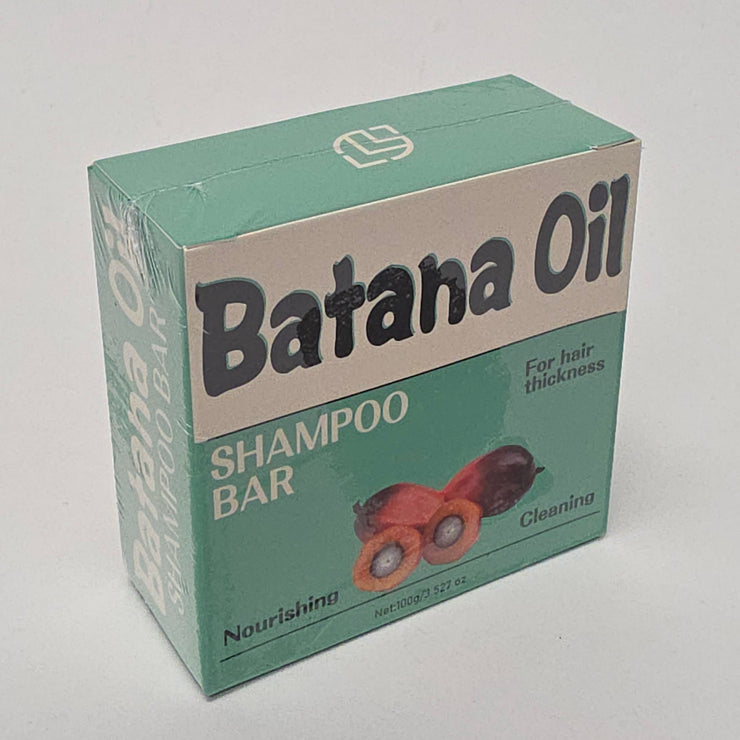 Batana Oil
SHAMPOO
BAR
For hair
thickness
Cleaning
Nourishing
Net:100g/3.527 oz
Batana Oil
SHAMPOO BAR